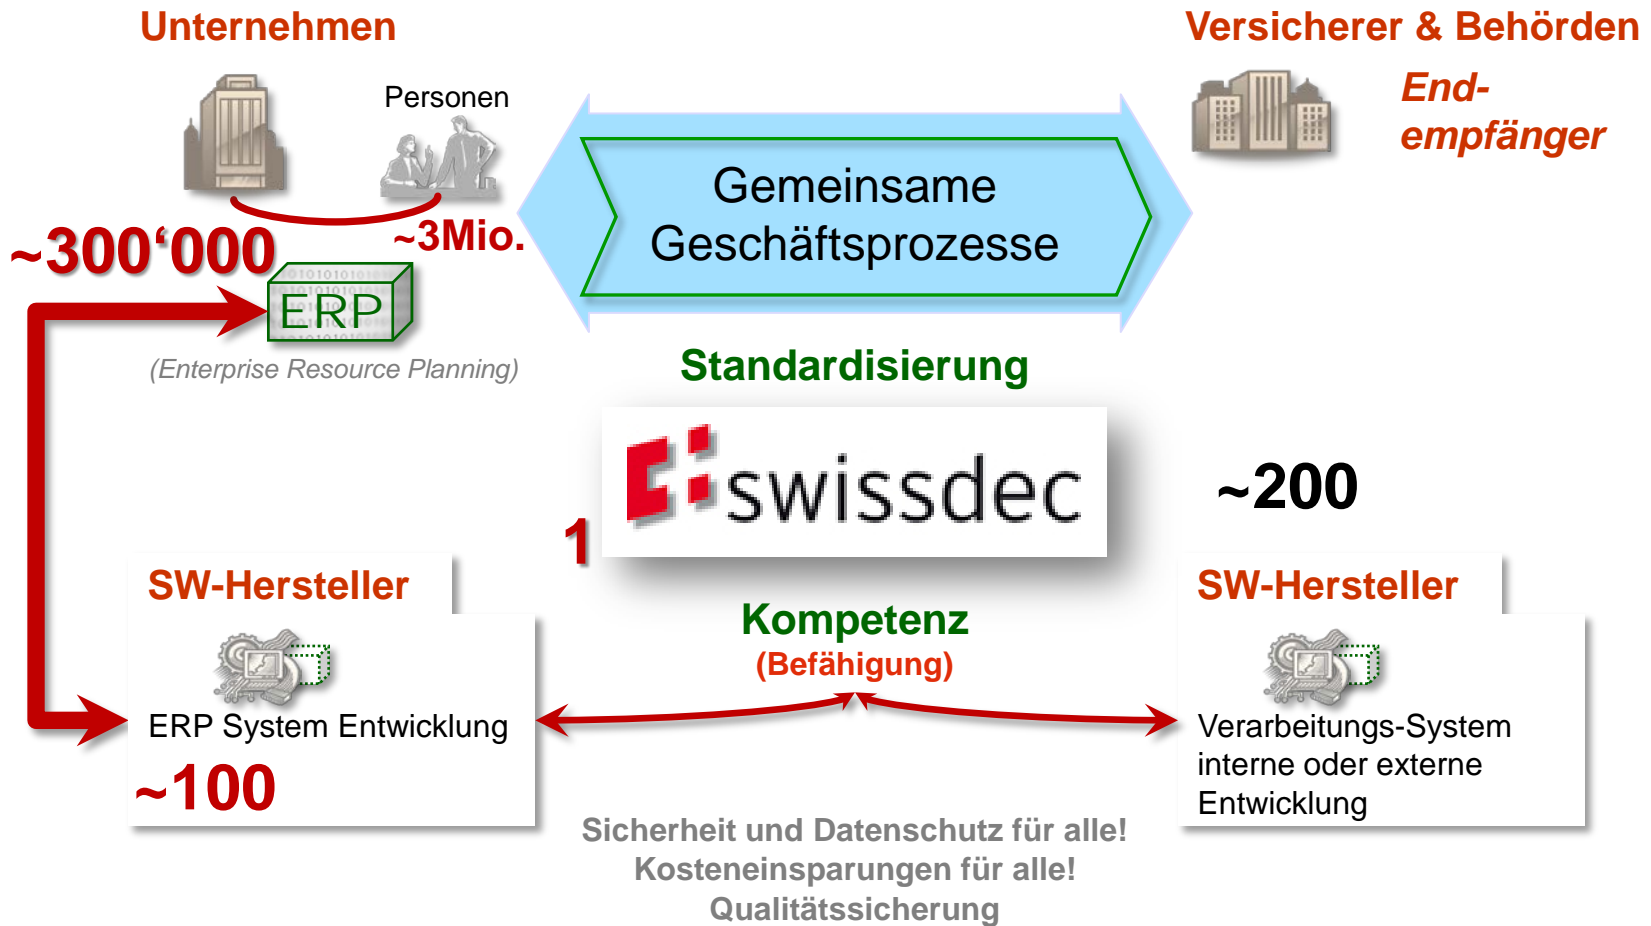 Unternehmen
Versicherer & Behörden
Personen
End-
empfänger
Gemeinsame
Geschäftsprozesse
~300‘000
~3Mio.
ERP
(Enterprise Resource Planning)
Standardisierung
swissdec
1
~200
SW-Hersteller
ERP System Entwicklung
~100
Kompetenz
(Befähigung)
SW-Hersteller
Verarbeitungs-System
interne oder externe
Entwicklung
Sicherheit und Datenschutz für alle!
Kosteneinsparungen für alle!
Qualitätssicherung